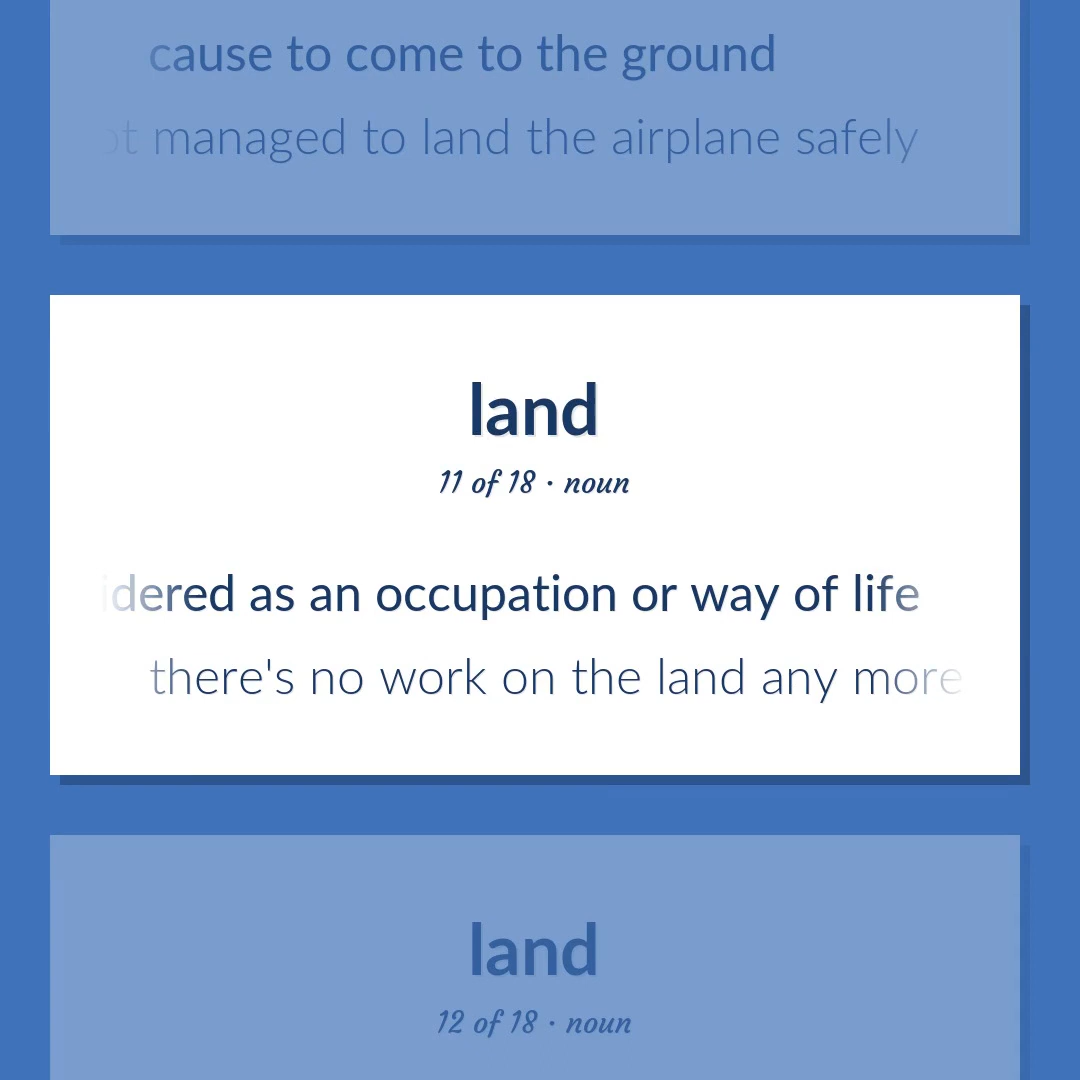 cause to come to the ground
managed to land the airplane safely
land
11 of 18 · noun
idered as an occupation or way of life
there's no work on the land any more
land
12 of 18 · noun